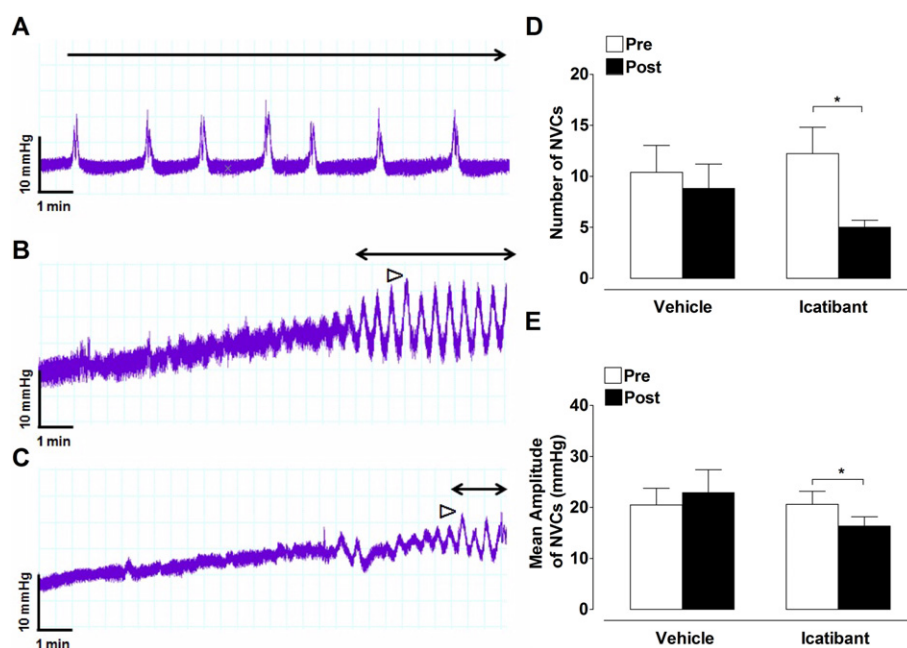 A
10 mmHg
1 min
B
10 mmHg
1 min
C
10 mmHg
1 min
D
Pre
Post
Number of NVCs
20
15
10
5
0
*
Vehicle
Icatibant
E
Pre
Post
Mean Amplitude
of NVCs (mmHg)
40
30
20
10
0
*
Vehicle
Icatibant